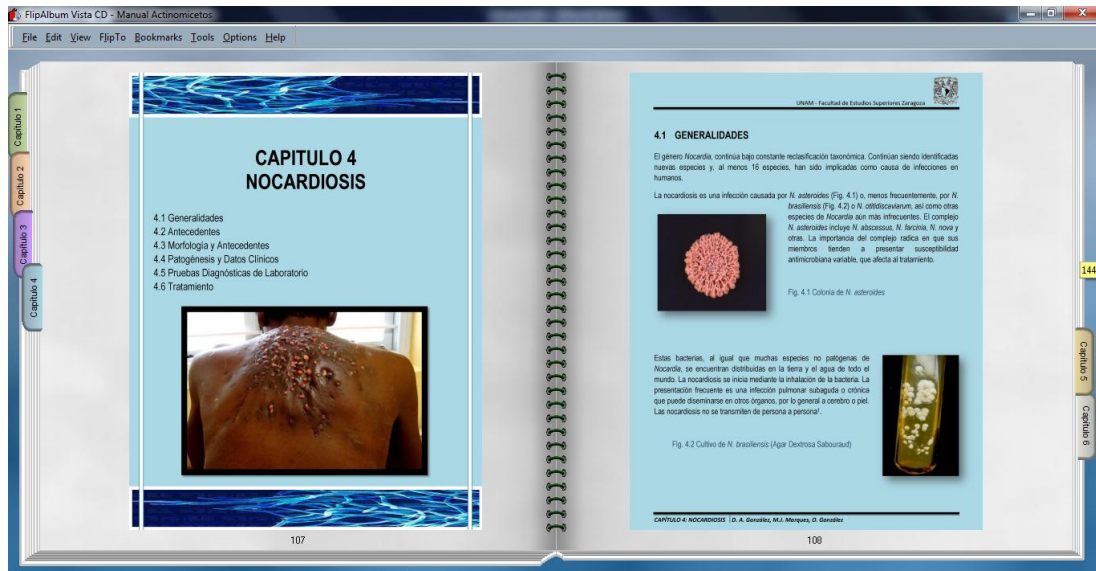 FlipAlbum Vista CD - Manual Actinomicetos
File Edit View FlipTo Bookmarks Tools Options Help
Capítulo 1
Capítulo 2
Capítulo 3
Capítulo 4
CAPITULO 4
NOCARDIOSIS
4.1 Generalidades
4.2 Antecedentes
4.3 Morfología y Antecedentes
4.4 Patogénesis y Datos Clínicos
4.5 Pruebas Diagnósticas de Laboratorio
4.6 Tratamiento
107
UNAM - Facultad de Estudios Superiores Zaragoza
4.1 GENERALIDADES
El género Nocardia, continúa bajo constante reclasificación taxonómica. Continúan siendo identificadas
nuevas especies y, al menos 16 especies, han sido implicadas como causa de infecciones en
humanos.
La nocardiosis es una infección causada por N. asteroides (Fig. 4.1) o, menos frecuentemente, por N.
brasiliensis (Fig. 4.2) o N. otitidiscaviarum, así como otras
especies de Nocardia aún más infrecuentes. El complejo
N. asteroides incluye N. abscessus, N. farcinia, N. nova y
otras. La importancia del complejo radica en que sus
miembros tienden a presentar susceptibilidad
antimicrobiana variable, que afecta al tratamiento.
Fig. 4.1 Colonia de N. asteroides
Estas bacterias, al igual que muchas especies no patógenas de
Nocardia, se encuentran distribuidas en la tierra y el agua de todo el
mundo. La nocardiosis se inicia mediante la inhalación de la bacteria. La
presentación frecuente es una infección pulmonar subaguda o crónica
que puede diseminarse en otros órganos, por lo general a cerebro o piel.
Las nocardiosis no se transmiten de persona a persona¹.
Fig. 4.2 Cultivo de N. brasiliensis (Agar Dextrosa Sabouraud)
CAPÍTULO 4: NOCARDIOSIS | D. A. González, M.J. Marques, O. González
108
144
Capítulo 5
Capítulo 6